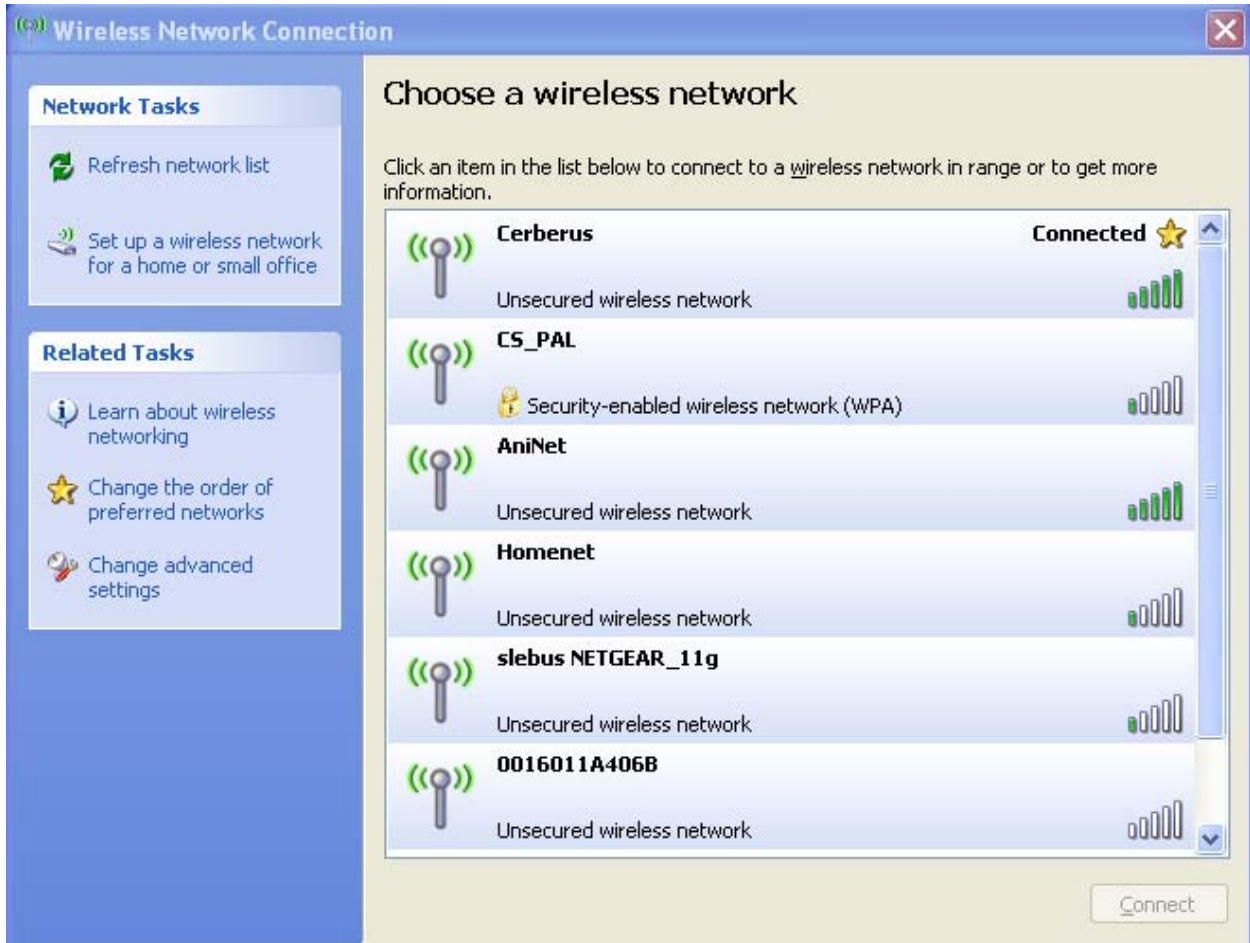 Wireless Network Connection
Network Tasks
Refresh network list
Set up a wireless network
for a home or small office
Related Tasks
Learn about wireless
networking
Change the order of
preferred networks
Change advanced
settings
Choose a wireless network
Click an item in the list below to connect to a wireless network in range or to get more
information.
Cerberus Connected
Unsecured wireless network
CS_PAL
Security-enabled wireless network (WPA)
AniNet
Unsecured wireless network
Homenet
Unsecured wireless network
slebus NETGEAR_11g
Unsecured wireless network
0016011A406B
Unsecured wireless network
Connect